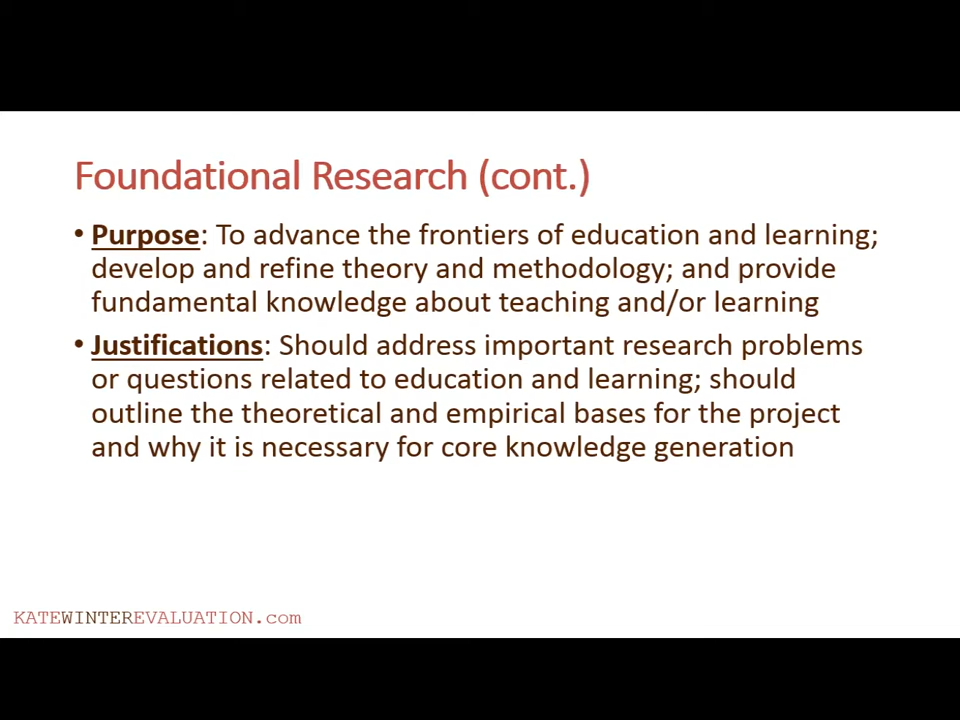 Foundational Research (cont.)
• Purpose: To advance the frontiers of education and learning;
develop and refine theory and methodology; and provide
fundamental knowledge about teaching and/or learning
• Justifications: Should address important research problems
or questions related to education and learning; should
outline the theoretical and empirical bases for the project
and why it is necessary for core knowledge generation
KATEWINTEREVALUATION.com